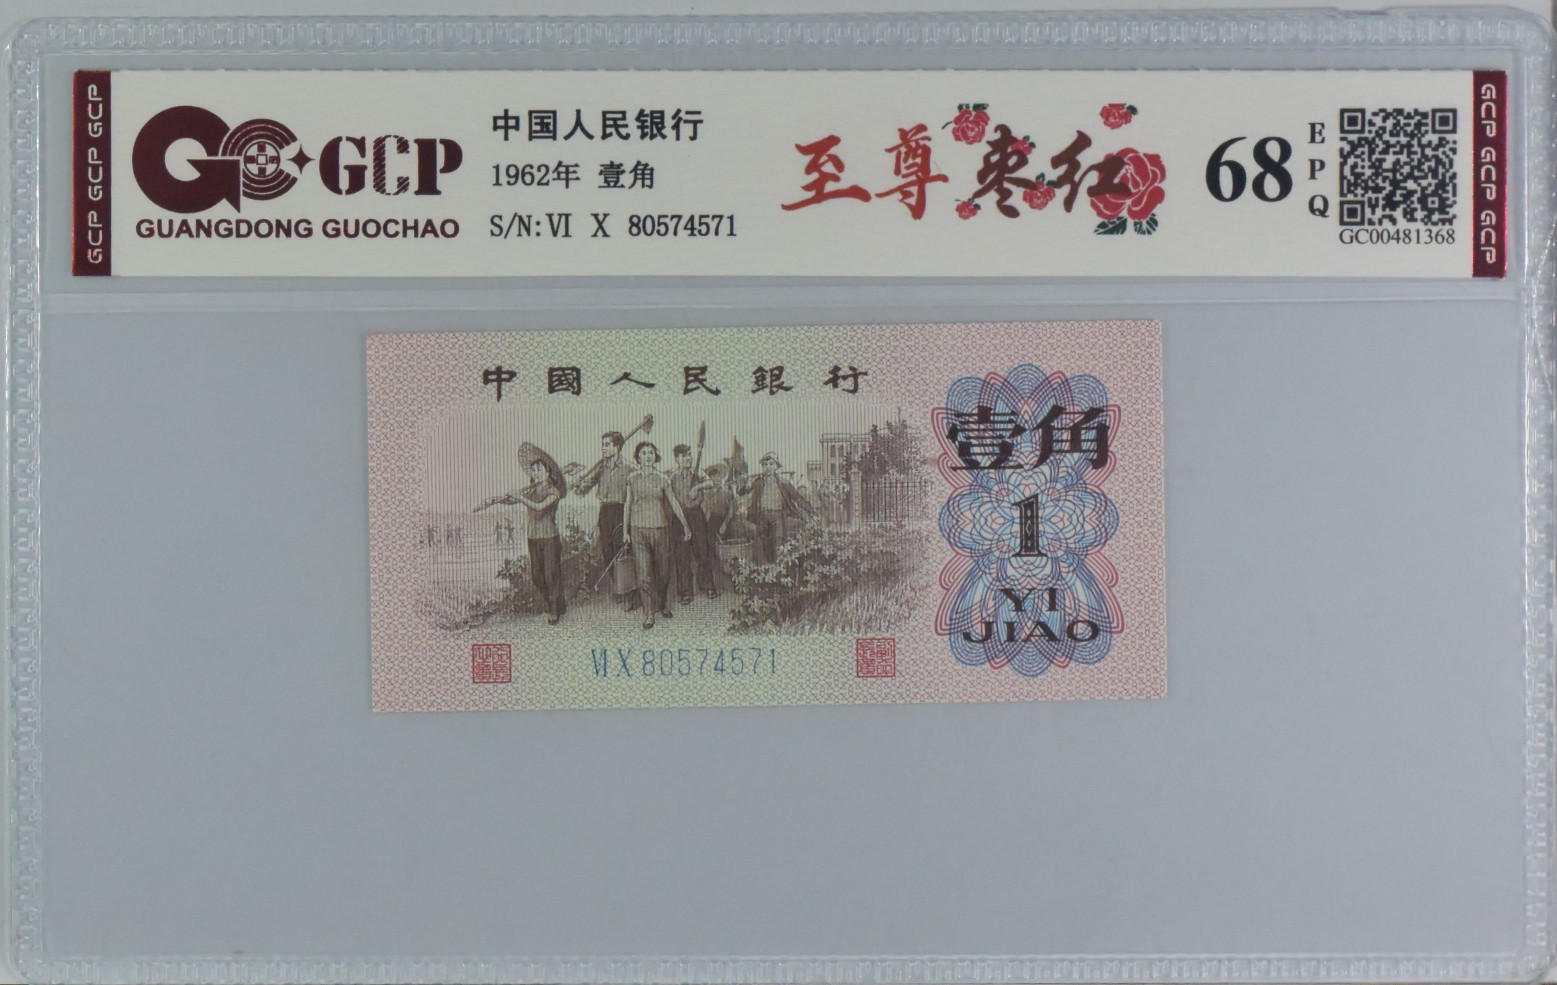 GCP GCP GCP
GCP
GUANGDONG GUOCHAO
中国人民银行
1962年 壹角
S/N:Ⅵ Ⅹ 80574571
至尊枣红
68
EPQ
GC00481368
GCP GCP GCP
中國人民銀行
壹角
1
YI
JIAO
ⅥⅩ80574571